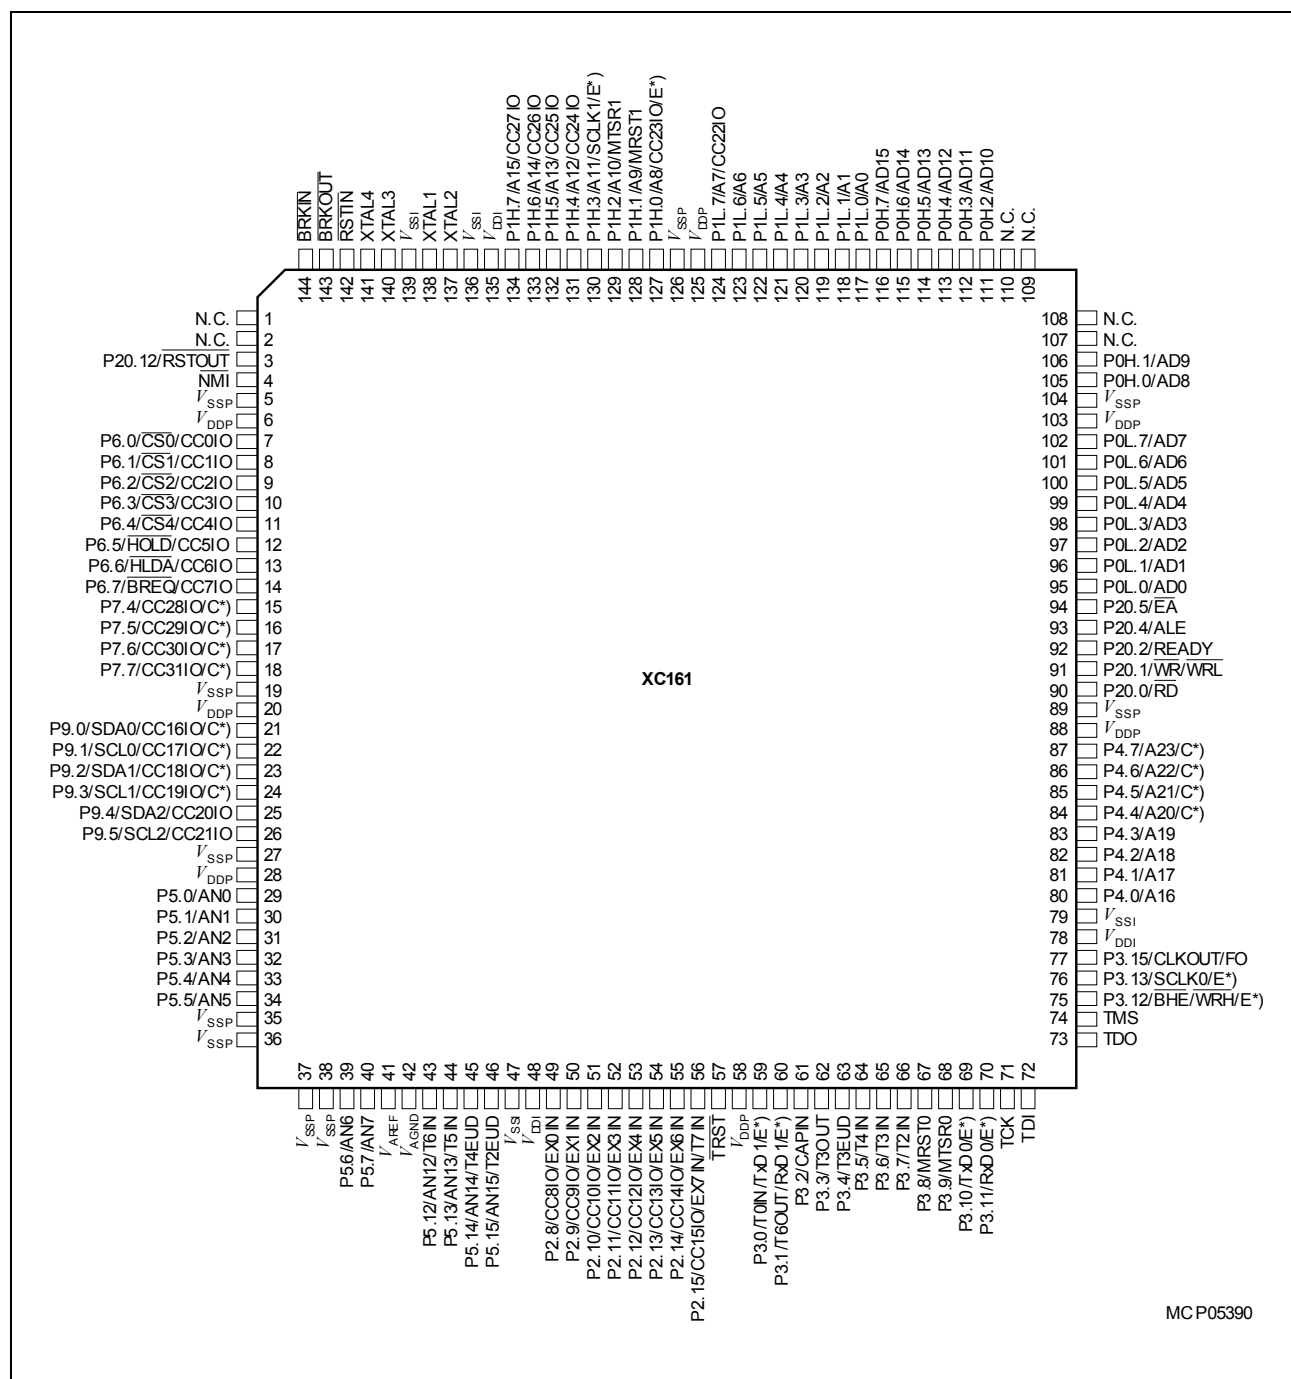 BRKIN
BRKOUT
RSTIN
XTAL4
XTAL3
VSSI
XTAL1
XTAL2
VSSI
VDDI
P1H.7/A15/CC27IO
P1H.6/A14/CC26IO
P1H.5/A13/CC25IO
P1H.4/A12/CC24IO
P1H.3/A11/SCLK1/E*)
P1H.2/A10/MTSR1
P1H.1/A9/MRST1
P1H.0/A8/CC23IO/E*)
VSSP
VDDP
P1L.7/A7/CC22IO
P1L.6/A6
P1L.5/A5
P1L.4/A4
P1L.3/A3
P1L.2/A2
P1L.1/A1
P1L.0/A0
P0H.7/AD15
P0H.6/AD14
P0H.5/AD13
P0H.4/AD12
P0H.3/AD11
P0H.2/AD10
N.C.
N.C.
144
143
142
141
140
139
138
137
136
135
134
133
132
131
130
129
128
127
126
125
124
123
122
121
120
119
118
117
116
115
114
113
112
111
110
109
N.C. 1
N.C. 2
P20.12/RSTOUT 3
NMI 4
VSSP 5
VDDP 6
P6.0/CS0/CC0IO 7
P6.1/CS1/CC1IO 8
P6.2/CS2/CC2IO 9
P6.3/CS3/CC3IO 10
P6.4/CS4/CC4IO 11
P6.5/HOLD/CC5IO 12
P6.6/HLDA/CC6IO 13
P6.7/BREQ/CC7IO 14
P7.4/CC28IO/C*) 15
P7.5/CC29IO/C*) 16
P7.6/CC30IO/C*) 17
P7.7/CC31IO/C*) 18
VSSP 19
VDDP 20
P9.0/SDA0/CC16IO/C*) 21
P9.1/SCL0/CC17IO/C*) 22
P9.2/SDA1/CC18IO/C*) 23
P9.3/SCL1/CC19IO/C*) 24
P9.4/SDA2/CC20IO 25
P9.5/SCL2/CC21IO 26
VSSP 27
VDDP 28
P5.0/AN0 29
P5.1/AN1 30
P5.2/AN2 31
P5.3/AN3 32
P5.4/AN4 33
P5.5/AN5 34
VSSP 35
VSSP 36
XC161
108 N.C.
107 N.C.
106 P0H.1/AD9
105 P0H.0/AD8
104 VSSP
103 VDDP
102 P0L.7/AD7
101 P0L.6/AD6
100 P0L.5/AD5
99 P0L.4/AD4
98 P0L.3/AD3
97 P0L.2/AD2
96 P0L.1/AD1
95 P0L.0/AD0
94 P20.5/EA
93 P20.4/ALE
92 P20.2/READY
91 P20.1/WR/WRL
90 P20.0/RD
89 VSSP
88 VDDP
87 P4.7/A23/C*)
86 P4.6/A22/C*)
85 P4.5/A21/C*)
84 P4.4/A20/C*)
83 P4.3/A19
82 P4.2/A18
81 P4.1/A17
80 P4.0/A16
79 VSSI
78 VDDI
77 P3.15/CLKOUT/FO
76 P3.13/SCLK0/E*)
75 P3.12/BHE/WRH/E*)
74 TMS
73 TDO
37
38
39
40
41
42
43
44
45
46
47
48
49
50
51
52
53
54
55
56
57
58
59
60
61
62
63
64
65
66
67
68
69
70
71
72
VSSP
VSSP
P5.6/AN6
P5.7/AN7
VAREF
VAGND
P5.12/AN12/T6IN
P5.13/AN13/T5IN
P5.14/AN14/T4EUD
P5.15/AN15/T2EUD
VSSI
VDDI
P2.8/CC8IO/EX0IN
P2.9/CC9IO/EX1IN
P2.10/CC10IO/EX2IN
P2.11/CC11IO/EX3IN
P2.12/CC12IO/EX4IN
P2.13/CC13IO/EX5IN
P2.14/CC14IO/EX6IN
P2.15/CC15IO/EX7IN/T7IN
TRST
VDDP
P3.0/T0IN/TxD1/E*)
P3.1/T6OUT/RxD1/E*)
P3.2/CAPIN
P3.3/T3OUT
P3.4/T3EUD
P3.5/T4IN
P3.6/T3IN
P3.7/T2IN
P3.8/MRST0
P3.9/MTSR0
P3.10/TxD0/E*)
P3.11/RxD0/E*)
TCK
TDI
MCP05390